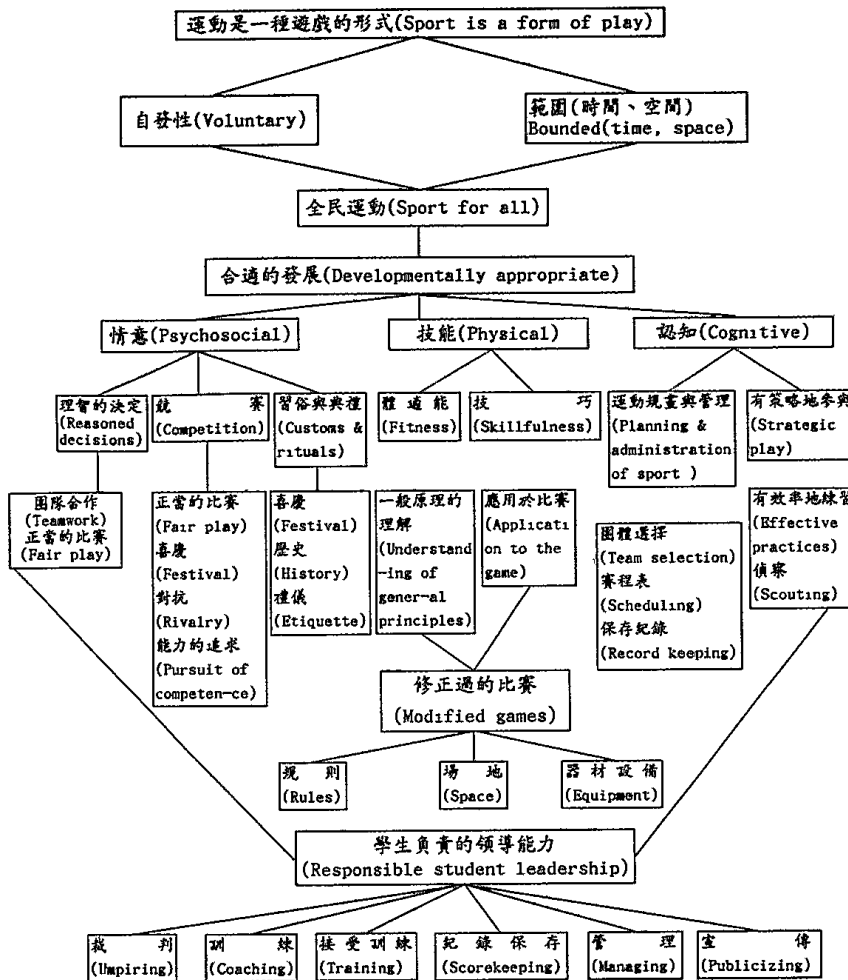 運動是一種遊戲的形式(Sport is a form of play)
自發性(Voluntary)
範圍(時間、空間)
Bounded(time, space)
全民運動(Sport for all)
合適的發展(Developmentally appropriate)
情意(Psychosocial)
技能(Physical)
認知(Cognitive)
理智的決定
(Reasoned
decisions)
競 賽
(Competition)
習俗與典禮
(Customs &
rituals)
體 適 能
(Fitness)
技 巧
(Skillfulness)
運動規畫與管理
(Planning &
administration
of sport )
有策略地參與
(Strategic
play)
團隊合作
(Teamwork)
正當的比賽
(Fair play)
正當的比賽
(Fair play)
喜慶
(Festival)
對抗
(Rivalry)
能力的追求
(Pursuit of
competen-ce)
喜慶
(Festival)
歷史
(History)
禮儀
(Etiquette)
一般原理的
理解
(Understand
-ing of
gener-al
principles)
應用於比賽
(Applicati
on to the
game)
團體選擇
(Team selection)
賽程表
(Scheduling)
保存紀錄
(Record keeping)
有效率地練習
(Effective
practices)
偵察
(Scouting)
修正過的比賽
(Modified games)
規 則
(Rules)
場 地
(Space)
器 材 設 備
(Equipment)
學生負責的領導能力
(Responsible student leadership)
裁 判
(Umpiring)
訓 練
(Coaching)
接 受 訓 練
(Training)
紀 錄 保 存
(Scorekeeping)
管 理
(Managing)
宣 傳
(Publicizing)